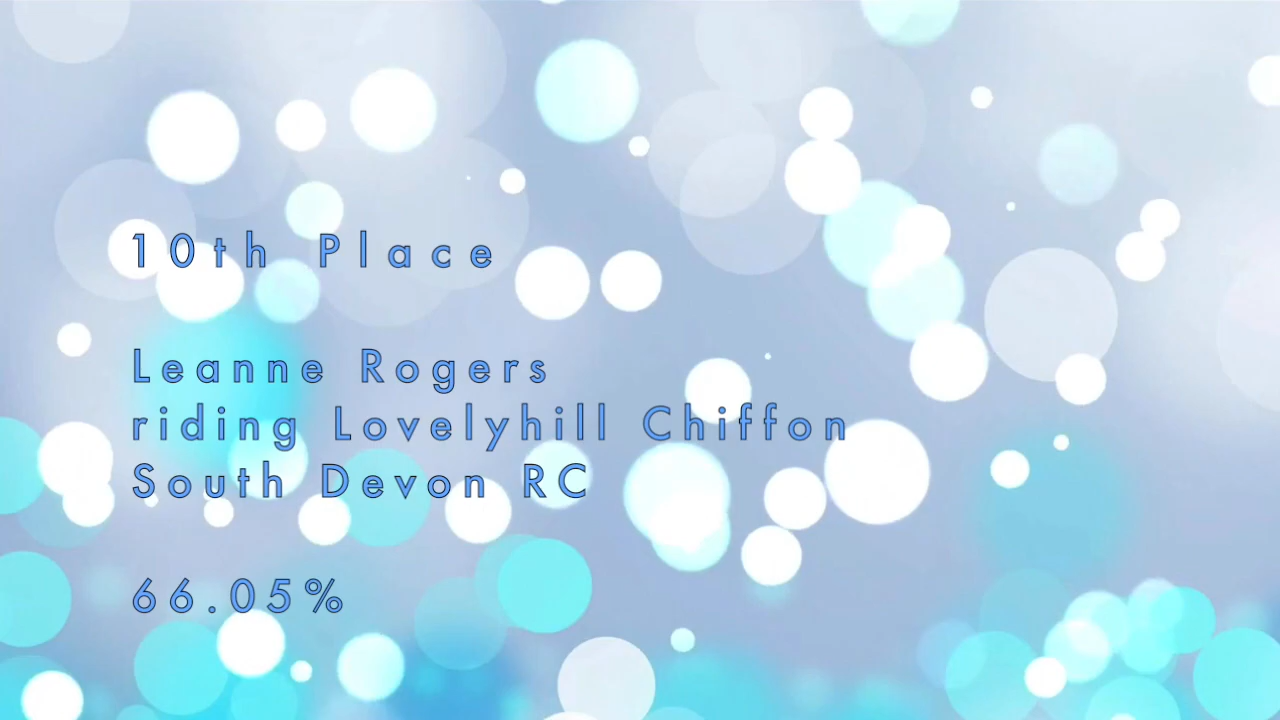 10th Place
Leanne Rogers
riding Lovelyhill Chiffon
South Devon RC
66.05%